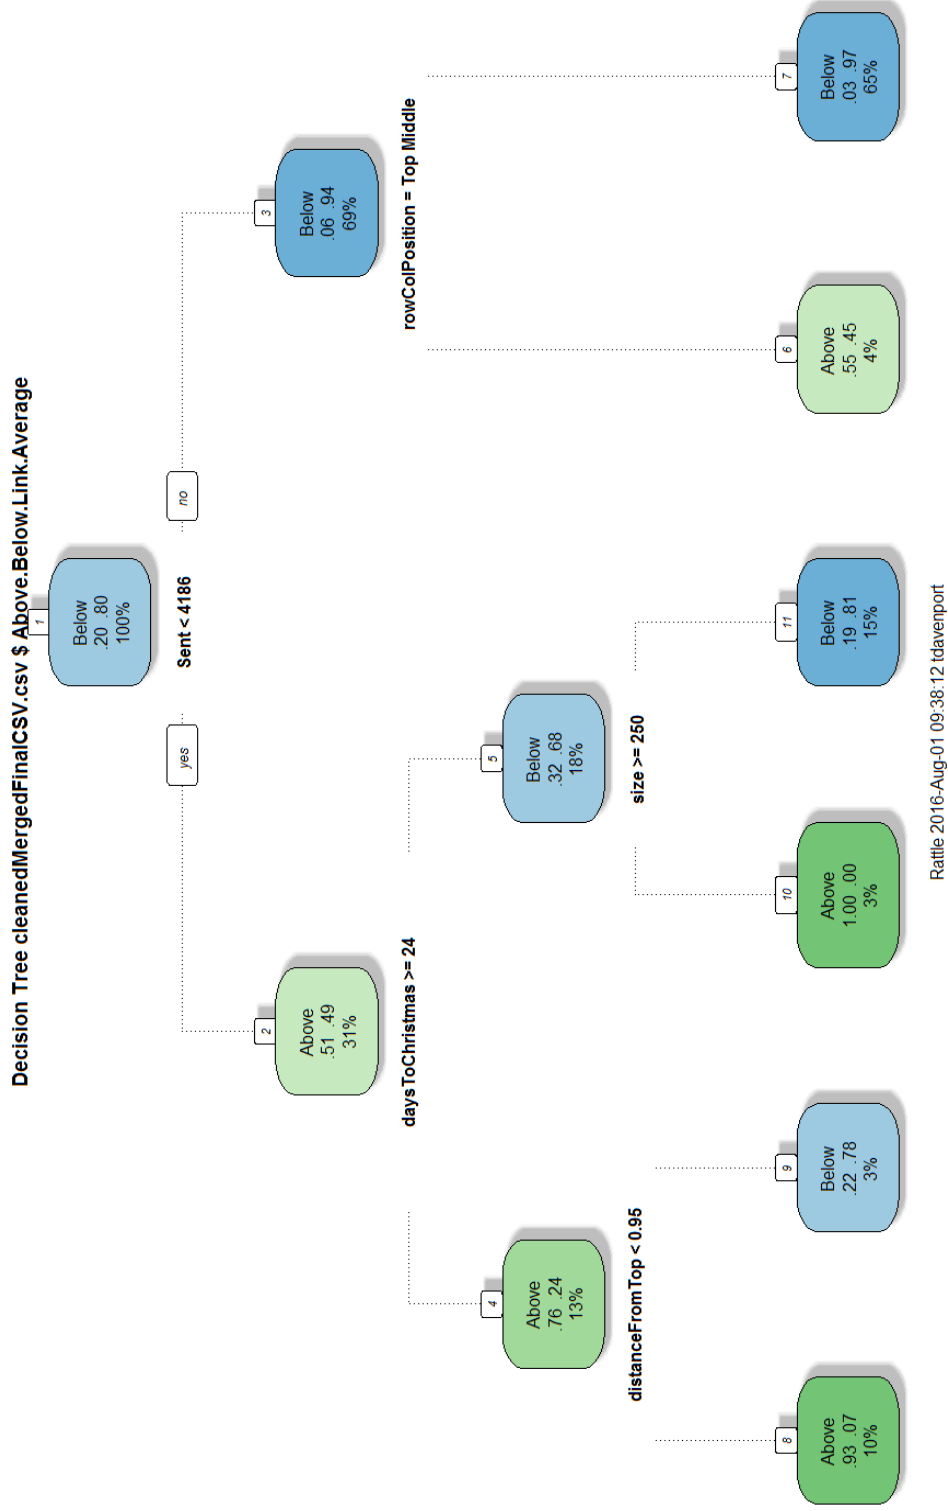 Decision Tree cleanedMergedFinalCSV.csv $ Above.Below.Link.Average
1
Below
.20 .80
100%
Sent < 4186
yes
no
2
Above
.51 .49
31%
3
Below
.06 .94
69%
daysToChristmas >= 24
rowColPosition = Top Middle
4
Above
.76 .24
13%
5
Below
.32 .68
18%
distanceFromTop < 0.95
size >= 250
8
Above
.93 .07
10%
9
Below
.22 .78
3%
10
Above
1.00 .00
3%
11
Below
.19 .81
15%
6
Above
.55 .45
4%
7
Below
.03 .97
65%
Rattle 2016-Aug-01 09:38:12 tdavenport